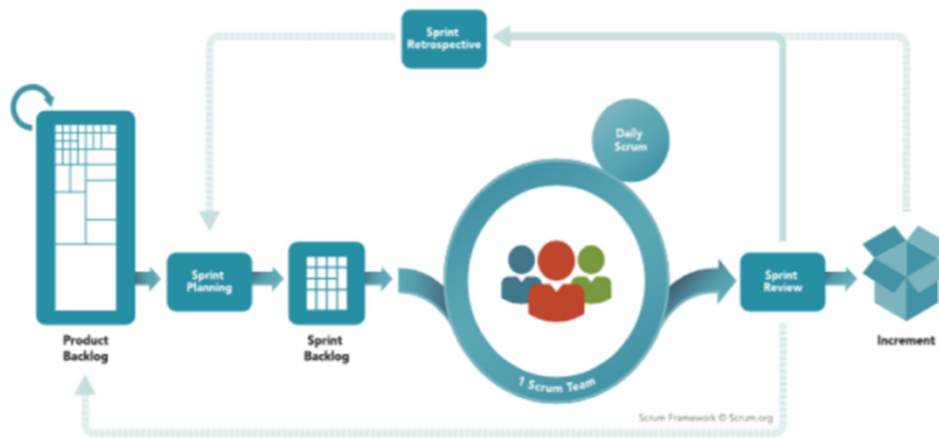 Sprint
Retrospective
Daily
Scrum
Sprint
Planning
Sprint
Review
Product
Backlog
Sprint
Backlog
1 Scrum Team
Increment
Scrum Framework © Scrum.org